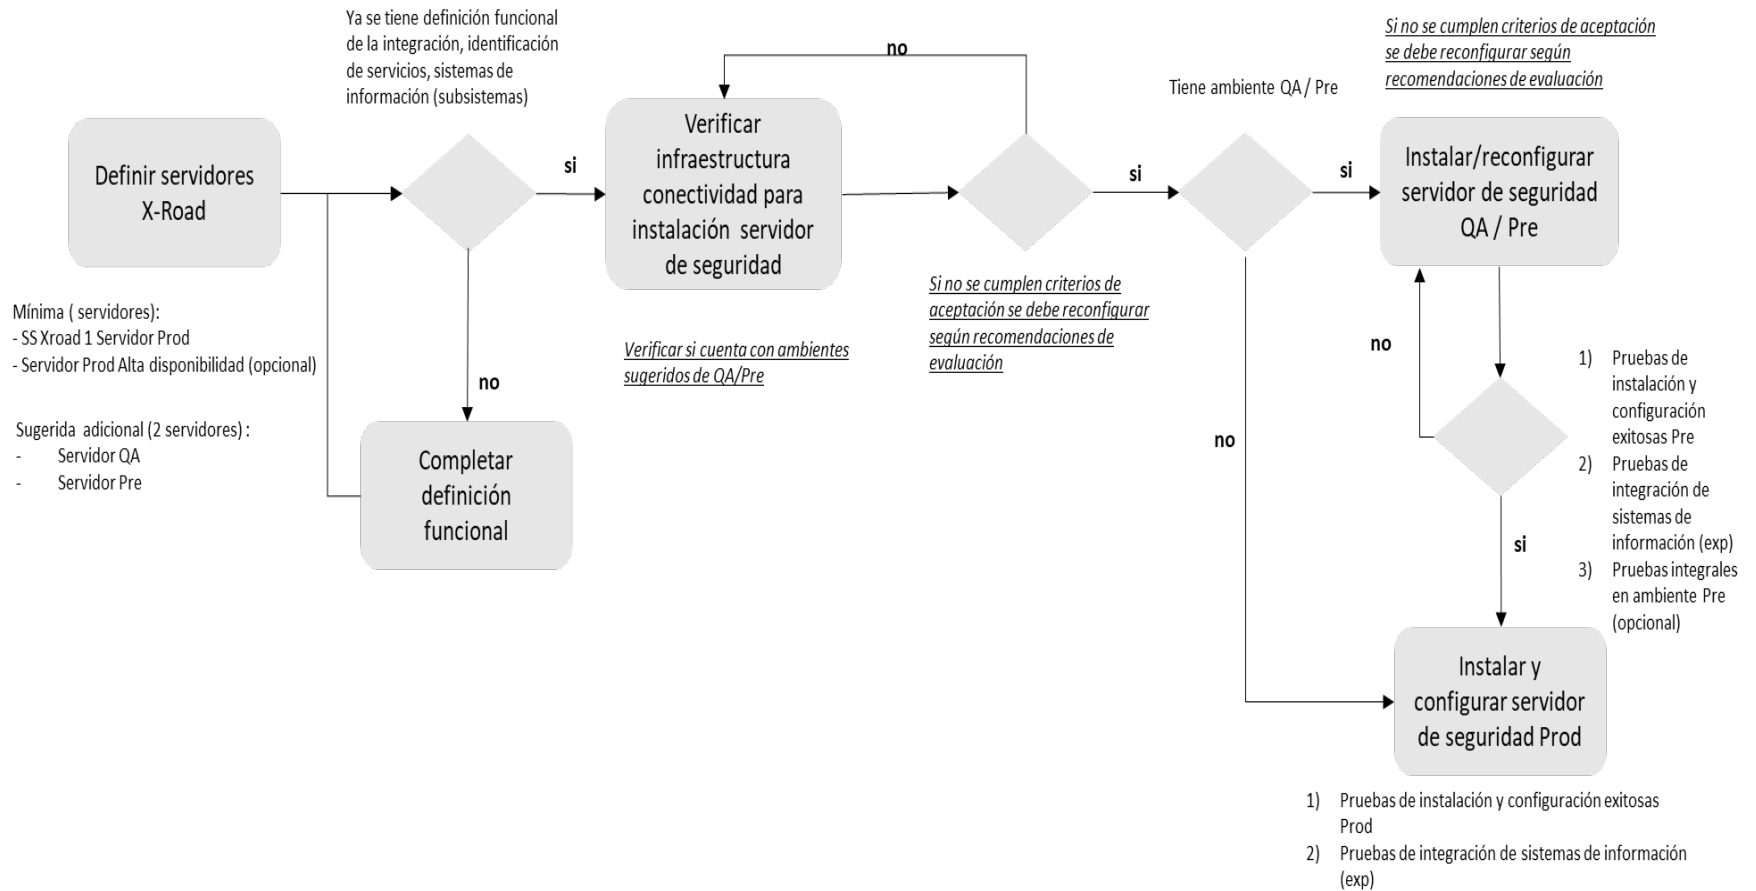 Ya se tiene definición funcional
de la integración, identificación
de servicios, sistemas de
información (subsistemas)
Definir servidores
X-Road
Mínima ( servidores):
- SS Xroad 1 Servidor Prod
- Servidor Prod Alta disponibilidad (opcional)
Sugerida adicional (2 servidores) :
- Servidor QA
- Servidor Pre
si
no
Completar
definición
funcional
Verificar
infraestructura
conectividad para
instalación servidor
de seguridad
Verificar si cuenta con ambientes
sugeridos de QA/Pre
no
si
Si no se cumplen criterios de
aceptación se debe reconfigurar
según recomendaciones de
evaluación
Tiene ambiente QA / Pre
si
no
Si no se cumplen criterios de aceptación
se debe reconfigurar según
recomendaciones de evaluación
Instalar/reconfigurar
servidor de seguridad
QA / Pre
no
si
1) Pruebas de
instalación y
configuración
exitosas Pre
2) Pruebas de
integración de
sistemas de
información (exp)
3) Pruebas integrales
en ambiente Pre
(opcional)
Instalar y
configurar servidor
de seguridad Prod
1) Pruebas de instalación y configuración exitosas
Prod
2) Pruebas de integración de sistemas de información
(exp)